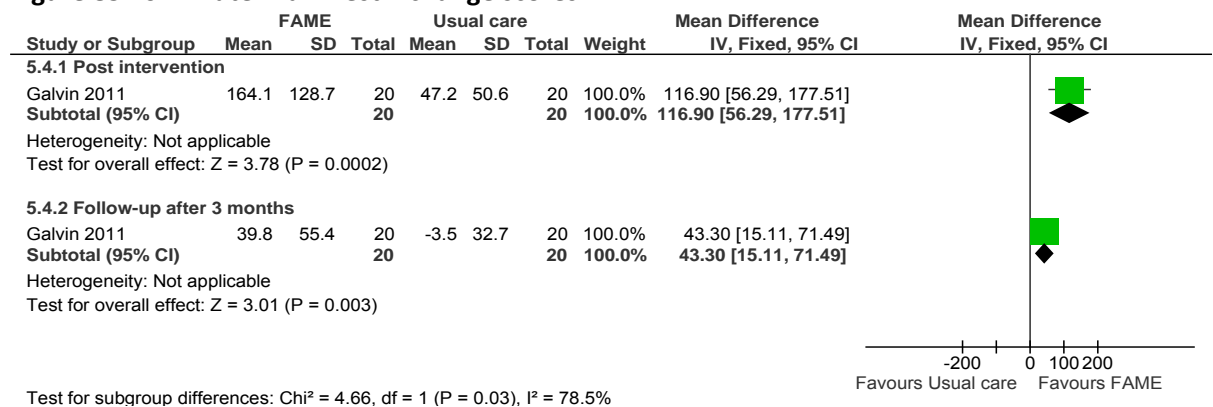 FAME Usual care Mean Difference Mean Difference
Study or Subgroup Mean SD Total Mean SD Total Weight IV, Fixed, 95% CI IV, Fixed, 95% CI
5.4.1 Post intervention
Galvin 2011 164.1 128.7 20 47.2 50.6 20 100.0% 116.90 [56.29, 177.51]
Subtotal (95% CI) 20 20 100.0% 116.90 [56.29, 177.51]
Heterogeneity: Not applicable
Test for overall effect: Z = 3.78 (P = 0.0002)
5.4.2 Follow-up after 3 months
Galvin 2011 39.8 55.4 20 -3.5 32.7 20 100.0% 43.30 [15.11, 71.49]
Subtotal (95% CI) 20 20 100.0% 43.30 [15.11, 71.49]
Heterogeneity: Not applicable
Test for overall effect: Z = 3.01 (P = 0.003)
-200 0 100 200
Favours Usual care Favours FAME
Test for subgroup differences: Chi² = 4.66, df = 1 (P = 0.03), I² = 78.5%